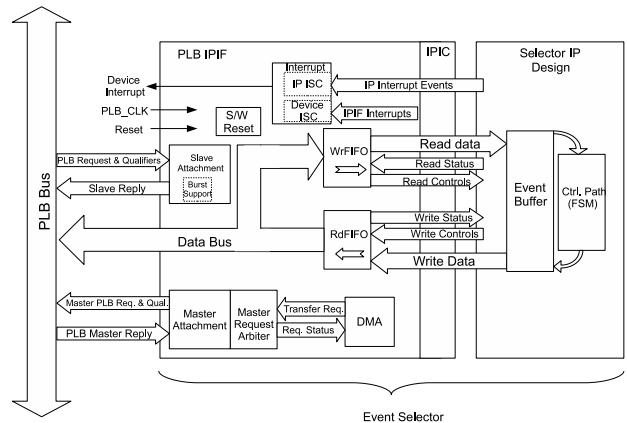 PLB IPIF
IPIC
Selector IP
Design
Device
Interrupt
Interrupt
IP ISC
IP Interrupt Events
PLB_CLK
Device
ISC
IPIF Interrupts
S/W
Reset
Reset
PLB Request & Qualifiers
Slave
Attachment
Burst
Support
Slave Reply
WrFIFO
Read data
Read Status
Read Controls
Event
Buffer
Ctrl. Path
(FSM)
PLB Bus
Data Bus
RdFIFO
Write Status
Write Controls
Write Data
Master PLB Req. & Qual.
PLB Master Reply
Master
Attachment
Master
Request
Arbiter
Transfer Req.
Req. Status
DMA
Event Selector